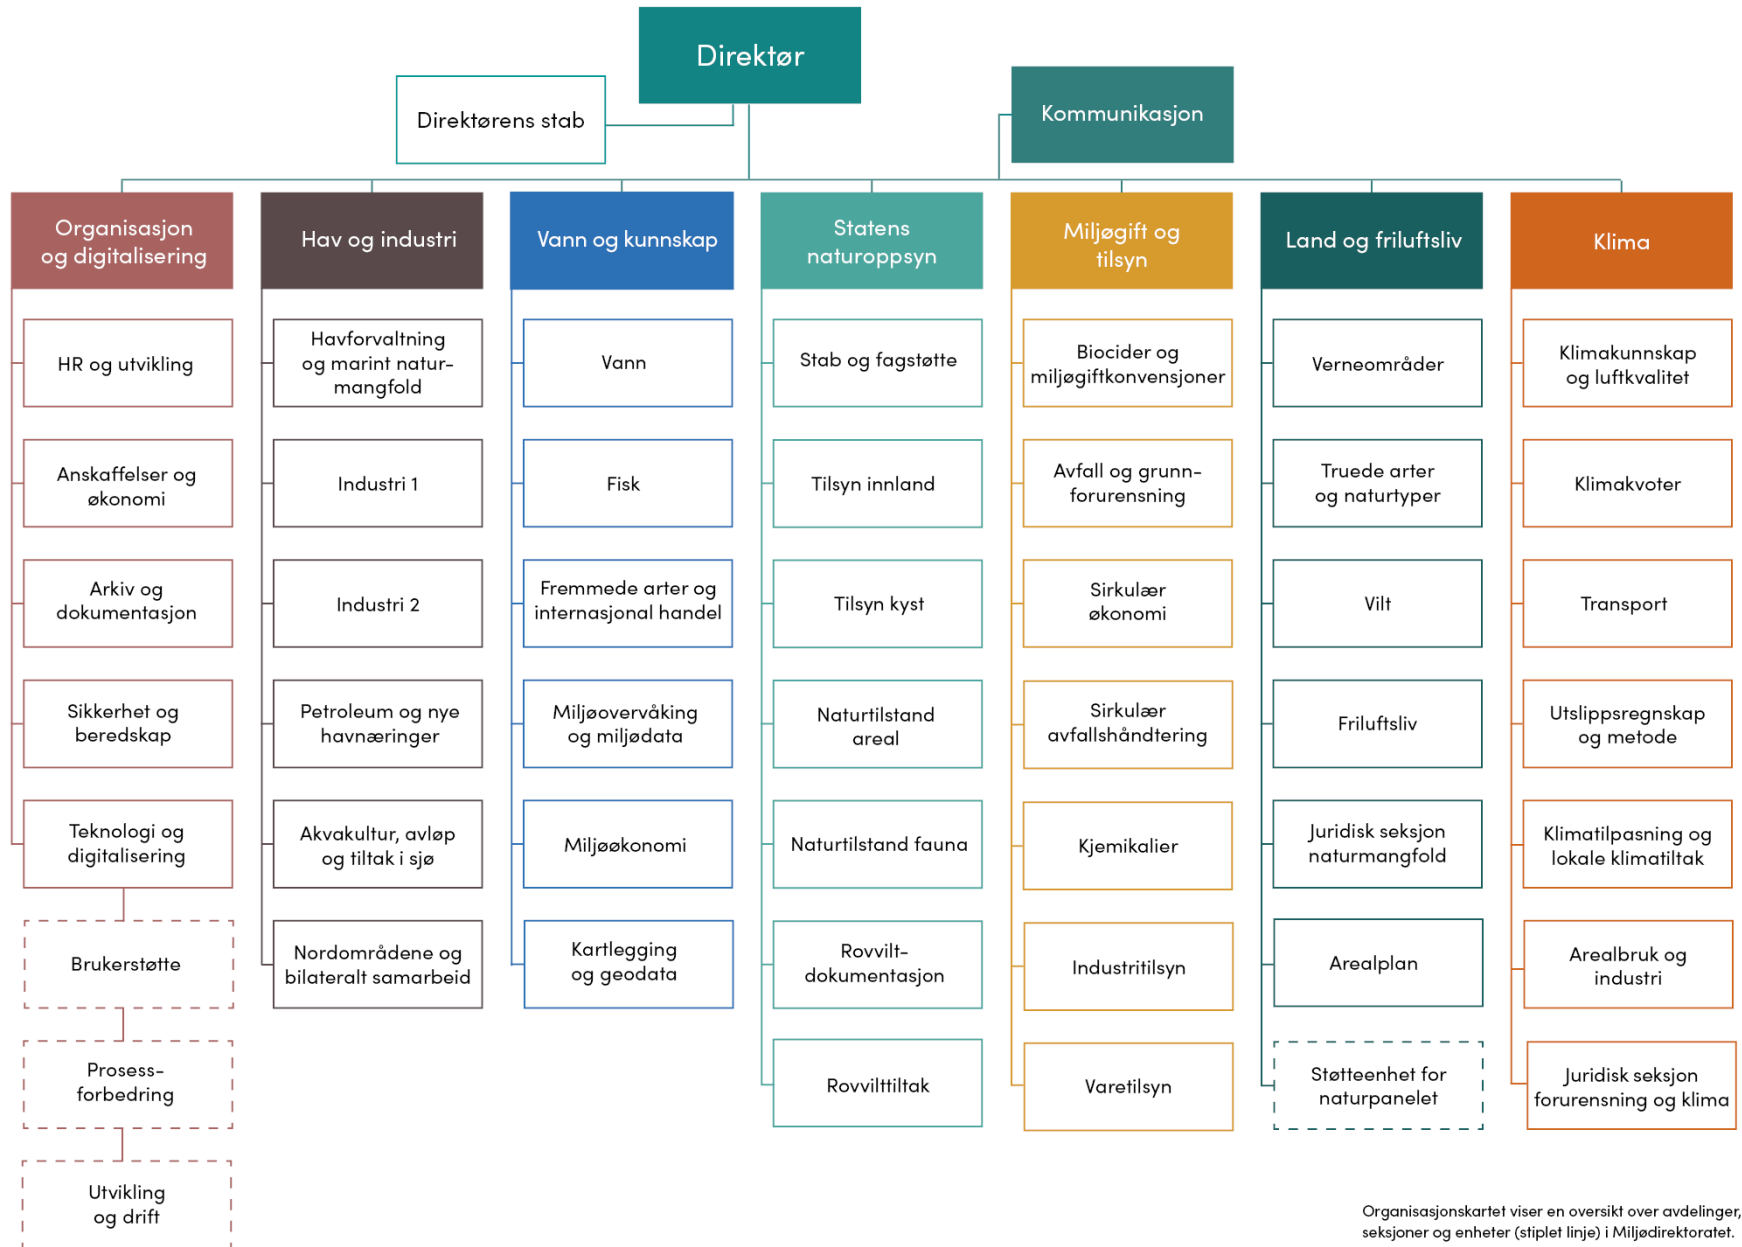 Direktør
Direktørens stab
Kommunikasjon
Organisasjon
og digitalisering
HR og utvikling
Anskaffelser og
økonomi
Arkiv og
dokumentasjon
Sikkerhet og
beredskap
Teknologi og
digitalisering
Brukerstøtte
Prosess-
forbedring
Utvikling
og drift
Hav og industri
Havforvaltning
og marint natur-
mangfold
Industri 1
Industri 2
Petroleum og nye
havnæringer
Akvakultur, avløp
og tiltak i sjø
Nordområdene og
bilateralt samarbeid
Vann og kunnskap
Vann
Fisk
Fremmede arter og
internasjonal handel
Miljøovervåking
og miljødata
Miljøøkonomi
Kartlegging
og geodata
Statens
naturoppsyn
Stab og fagstøtte
Tilsyn innland
Tilsyn kyst
Naturtilstand
areal
Naturtilstand fauna
Rovvilt-
dokumentasjon
Rovvilttiltak
Miljøgift og
tilsyn
Biocider og
miljøgiftkonvensjoner
Avfall og grunn-
forurensning
Sirkulær
økonomi
Sirkulær
avfallshåndtering
Kjemikalier
Industritilsyn
Varetilsyn
Land og friluftsliv
Verneområder
Truede arter
og naturtyper
Vilt
Friluftsliv
Juridisk seksjon
naturmangfold
Arealplan
Støtteenhet for
naturpanelet
Klima
Klimakunnskap
og luftkvalitet
Klimakvoter
Transport
Utslippsregnskap
og metode
Klimatilpasning og
lokale klimatiltak
Arealbruk og
industri
Juridisk seksjon
forurensning og klima
Organisasjonskartet viser en oversikt over avdelinger,
seksjoner og enheter (stiplet linje) i Miljødirektoratet.